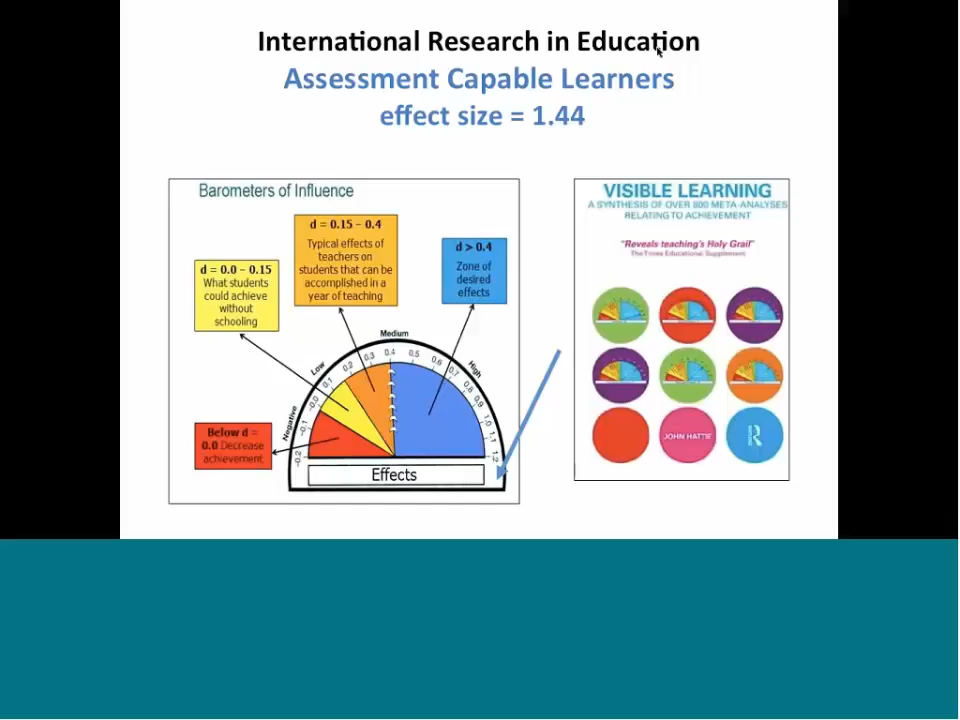 International Research in Education
Assessment Capable Learners
effect size = 1.44
Barometers of Influence
d = 0.15 – 0.4
Typical effects of
teachers on
students that can be
accomplished in a
year of teaching
d > 0.4
Zone of
desired
effects
d = 0.0 – 0.15
What students
could achieve
without
schooling
Below d =
0.0 Decrease
achievement
Negative
Low
Medium
High
-0.2
-0.1
-0.0
0.1
0.2
0.3
0.4
0.5
0.6
0.7
0.8
0.9
1.0
1.1
1.2
Effects
VISIBLE LEARNING
A SYNTHESIS OF OVER 800 META-ANALYSES
RELATING TO ACHIEVEMENT
"Reveals teaching's Holy Grail"
The Times Educational Supplement
JOHN HATTIE
R